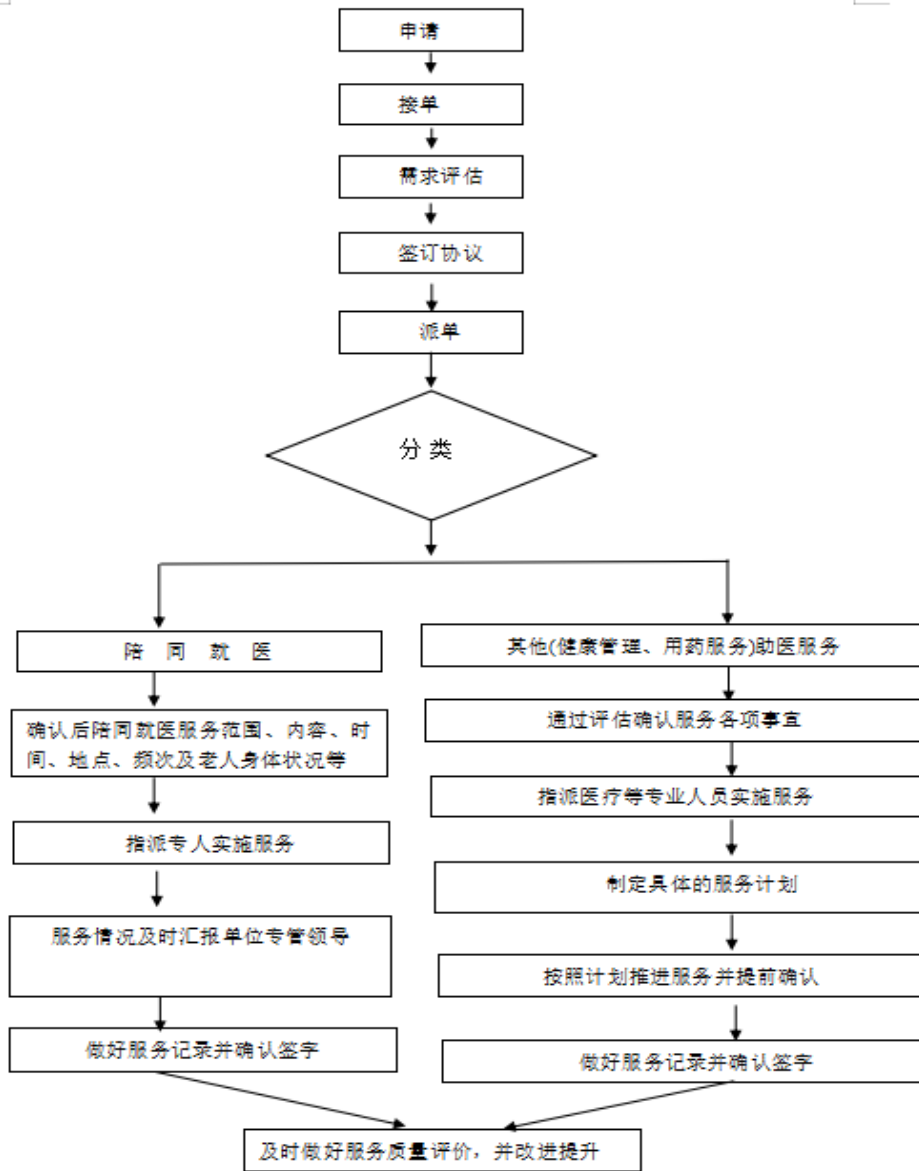 申请
接单
需求评估
签订协议
派单
分类
陪同就医
确认后陪同就医服务范围、内容、时
间、地点、频次及老人身体状况等
指派专人实施服务
服务情况及时汇报单位专管领导
做好服务记录并确认签字
其他(健康管理、用药服务)助医服务
通过评估确认服务各项事宜
指派医疗等专业人员实施服务
制定具体的服务计划
按照计划推进服务并提前确认
做好服务记录并确认签字
及时做好服务质量评价，并改进提升